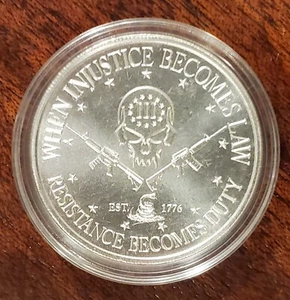 WHEN INJUSTICE BECOMES LAW
III
EST. 1776
RESISTANCE BECOMES DUTY